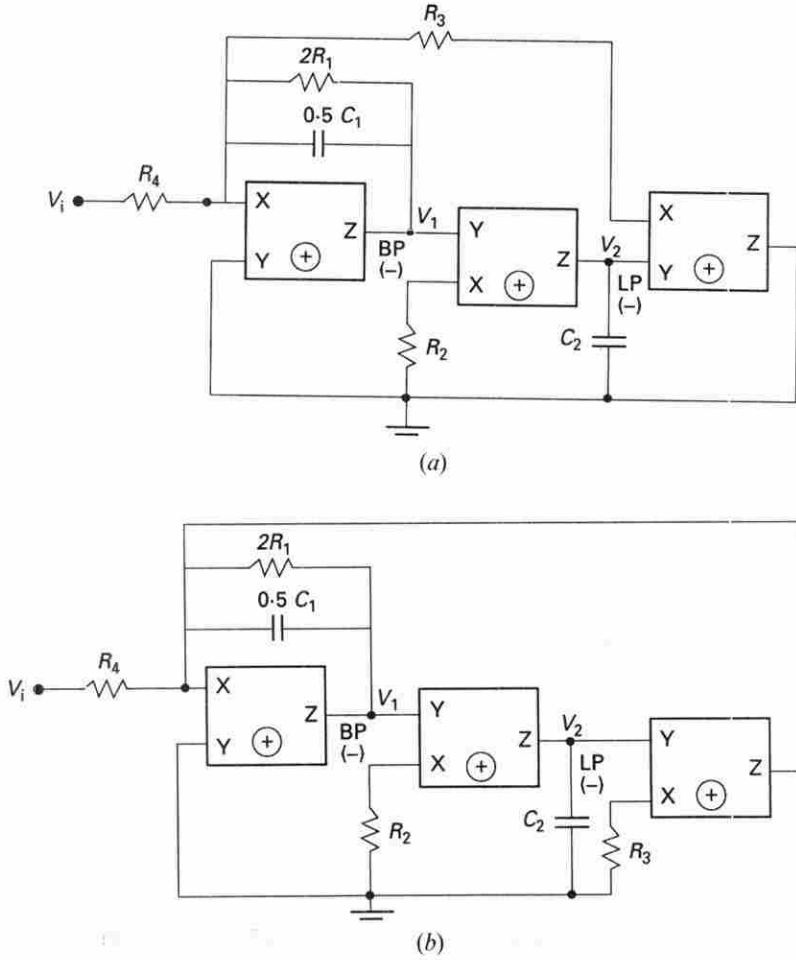 R3
2R1
0·5 C1
R4
Vi
X
Y
Z
+
V1
BP
(–)
Y
X
Z
+
R2
V2
LP
(–)
C2
X
Y
Z
+
(a)
2R1
0·5 C1
R4
Vi
X
Y
Z
+
V1
BP
(–)
Y
X
Z
+
R2
V2
LP
(–)
C2
Y
X
Z
+
R3
(b)